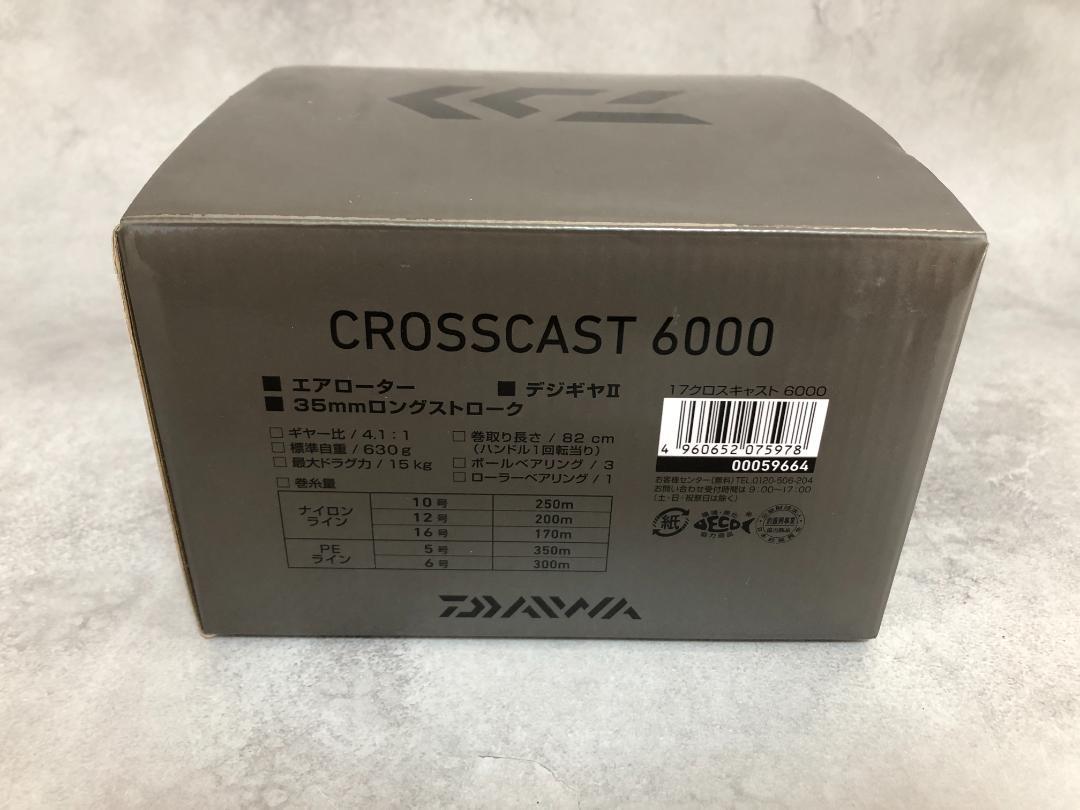 CROSSCAST 6000
■ エアローター ■ デジギヤⅡ
■ 35mmロングストローク
□ ギヤー比 / 4.1 : 1
□ 標準自重 / 630g
□ 最大ドラグ力 / 15kg
□ 巻取り長さ / 82 cm
(ハンドル1回転当り)
□ ボールベアリング / 3
□ ローラーベアリング / 1
□ 巻糸量
ナイロンライン 10号 250m
12号 200m
16号 170m
PEライン 5号 350m
6号 300m
17クロスキャスト 6000
4 960652 075978
00059664
お客様センター(無料)TEL.0120-506-204
お問い合わせ受付時間は 9:00〜17:00
(土・日・祝祭日は除く)
紙
ECO
DAIWA